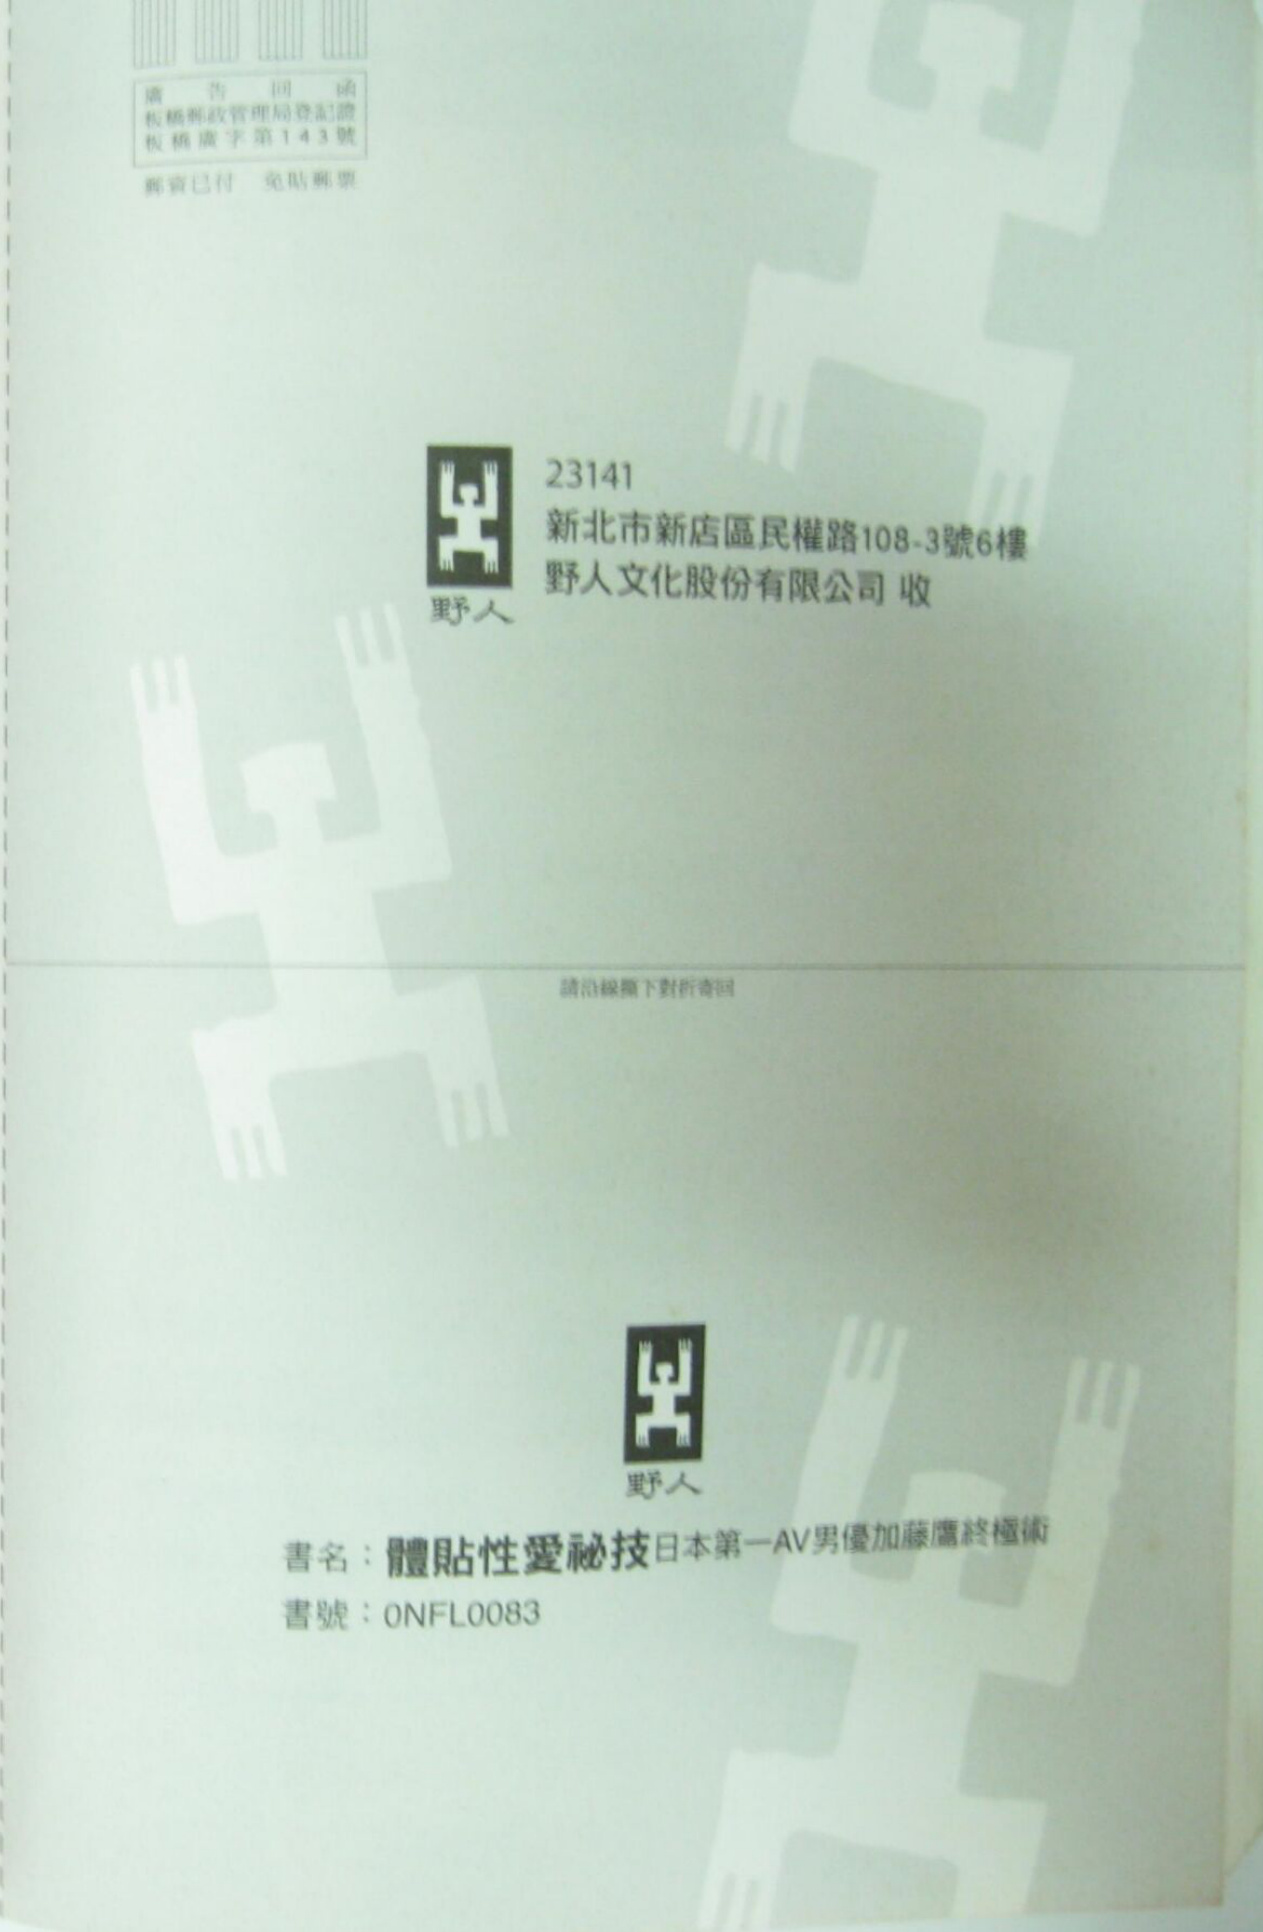 廣告回函
板橋郵政管理局登記證
板橋廣字第143號
郵資已付 免貼郵票
23141
新北市新店區民權路108-3號6樓
野人文化股份有限公司 收
野人
請沿線撕下對折寄回
野人
書名：體貼性愛祕技日本第一AV男優加藤鷹終極術
書號：0NFL0083